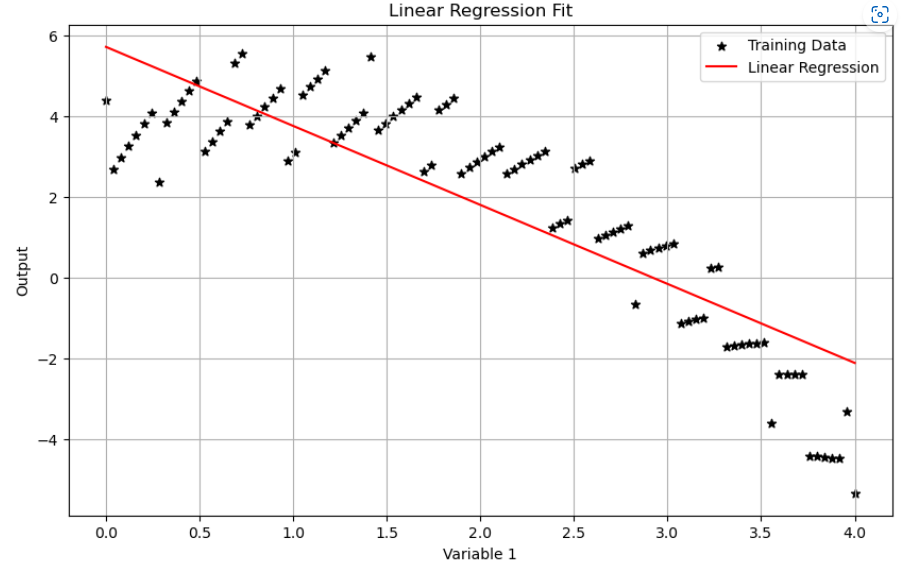 Linear Regression Fit
Training Data
Linear Regression
6
4
2
0
−2
−4
Output
0.0 0.5 1.0 1.5 2.0 2.5 3.0 3.5 4.0
Variable 1